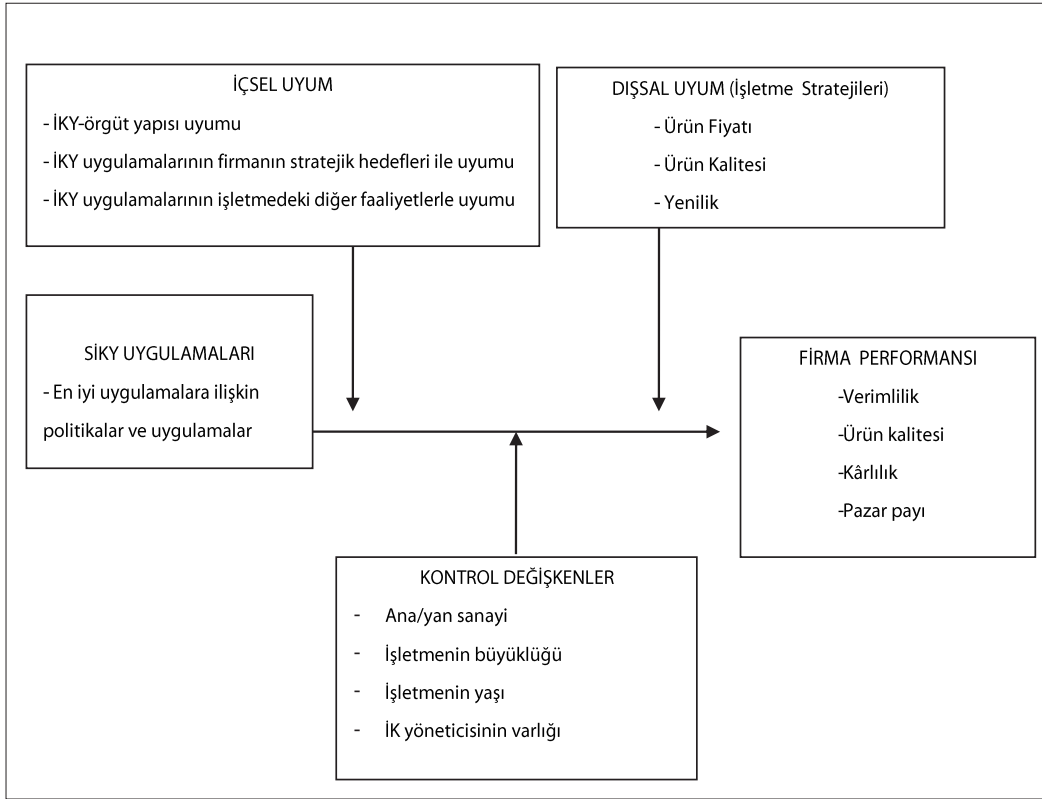 İÇSEL UYUM
- İKY-örgüt yapısı uyumu
- İKY uygulamalarının firmanın stratejik hedefleri ile uyumu
- İKY uygulamalarının işletmedeki diğer faaliyetlerle uyumu
DIŞSAL UYUM (İşletme Stratejileri)
- Ürün Fiyatı
- Ürün Kalitesi
- Yenilik
SİKY UYGULAMALARI
- En iyi uygulamalara ilişkin
politikalar ve uygulamalar
FİRMA PERFORMANSI
-Verimlilik
-Ürün kalitesi
-Kârlılık
-Pazar payı
KONTROL DEĞİŞKENLER
- Ana/yan sanayi
- İşletmenin büyüklüğü
- İşletmenin yaşı
- İK yöneticisinin varlığı